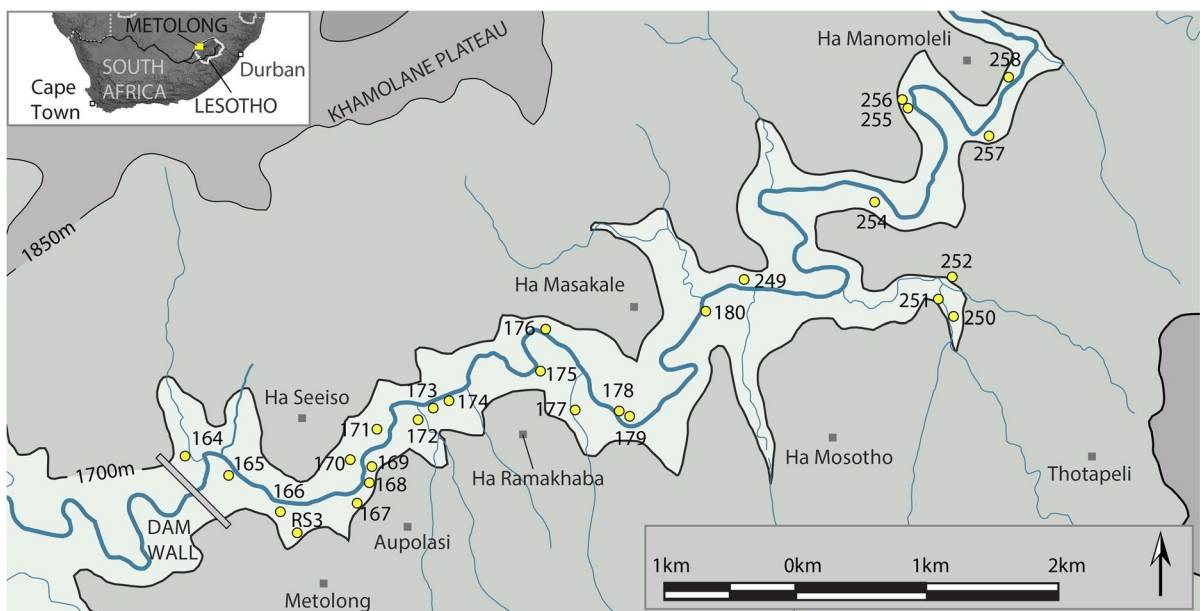 METOLONG
SOUTH
AFRICA
Durban
Cape
Town
LESOTHO
KHAMOLANE PLATEAU
Ha Manomoleli
258
256
255
257
1850m
254
252
Ha Masakale
249
251
250
180
176
175
173
174
178
177
172
179
Ha Seeiso
171
Ha Mosotho
164
170
169
Ha Ramakhaba
Thotapeli
1700m
165
168
166
167
RS3
DAM
WALL
Aupolasi
Metolong
1km
0km
1km
2km